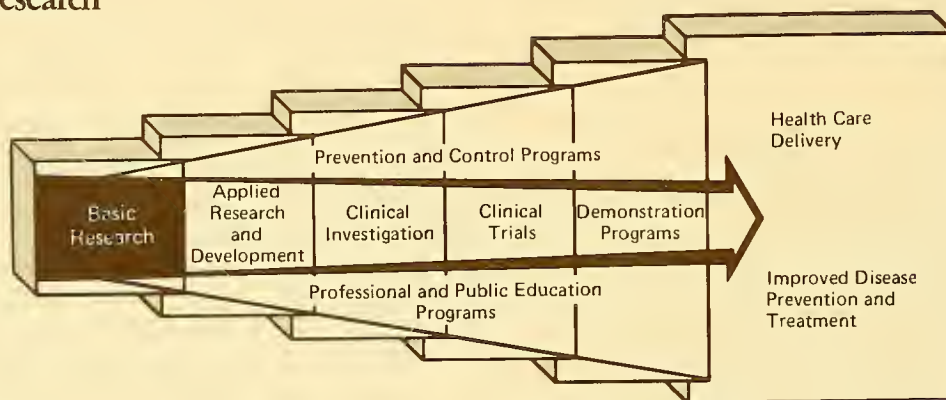 Prevention and Control Programs
Basic
Research
Applied
Research
and
Development
Clinical
Investigation
Clinical
Trials
Demonstration
Programs
Professional and Public Education
Programs
Health Care
Delivery
Improved Disease
Prevention and
Treatment